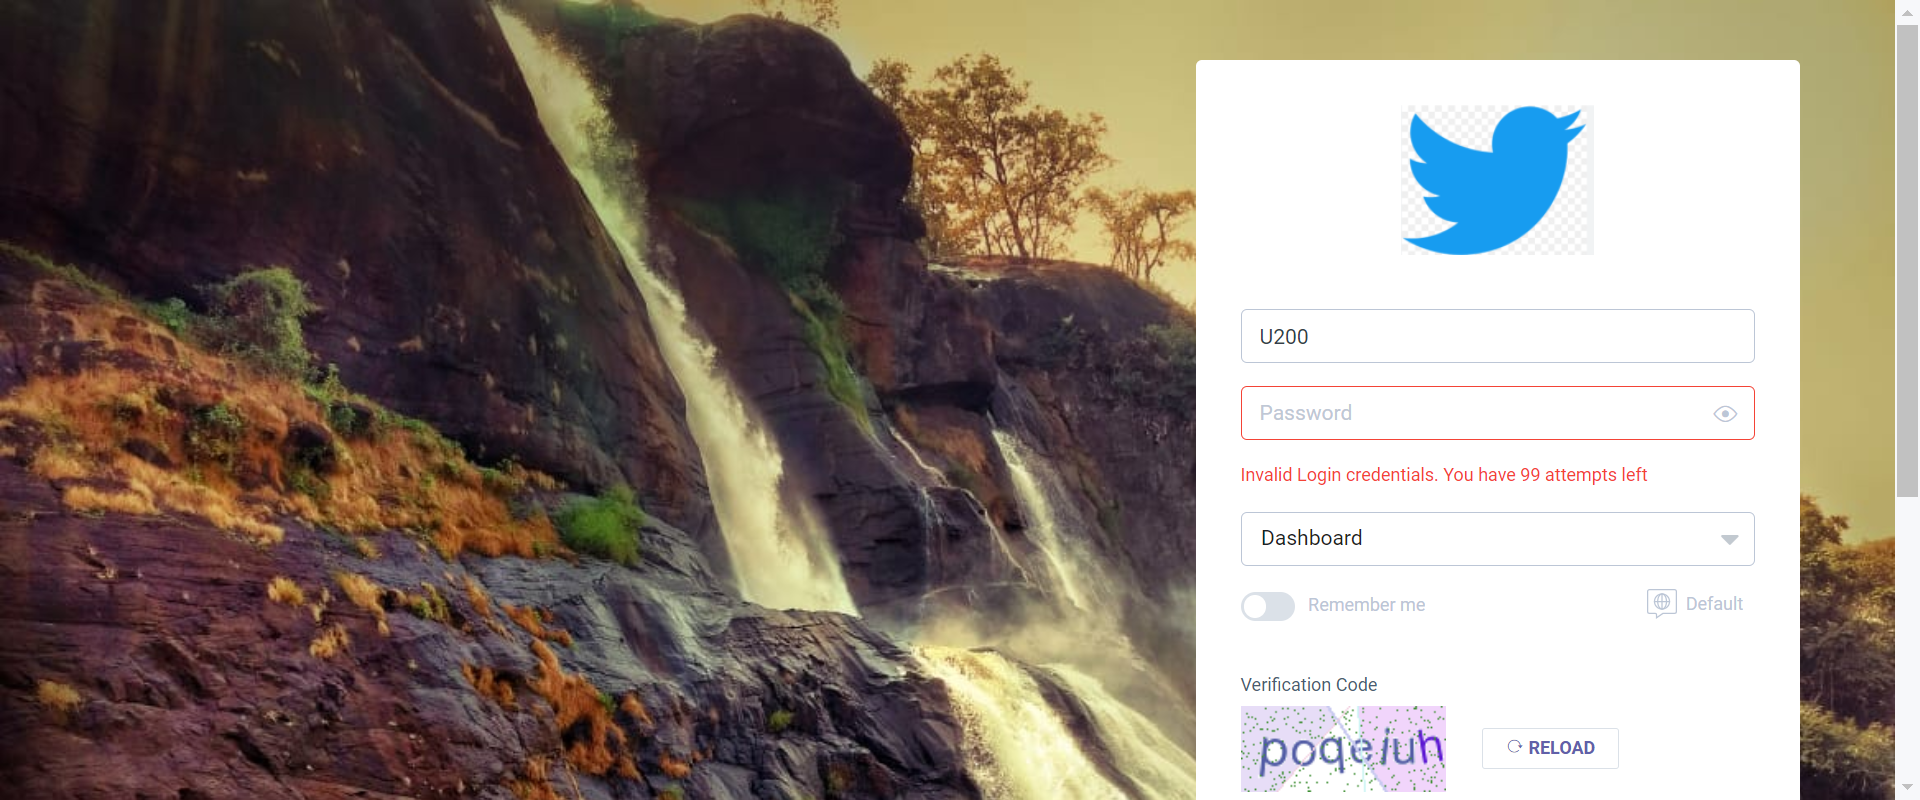 U200
Password
Invalid Login credentials. You have 99 attempts left
Dashboard
Remember me
Default
Verification Code
poqeiuh
RELOAD